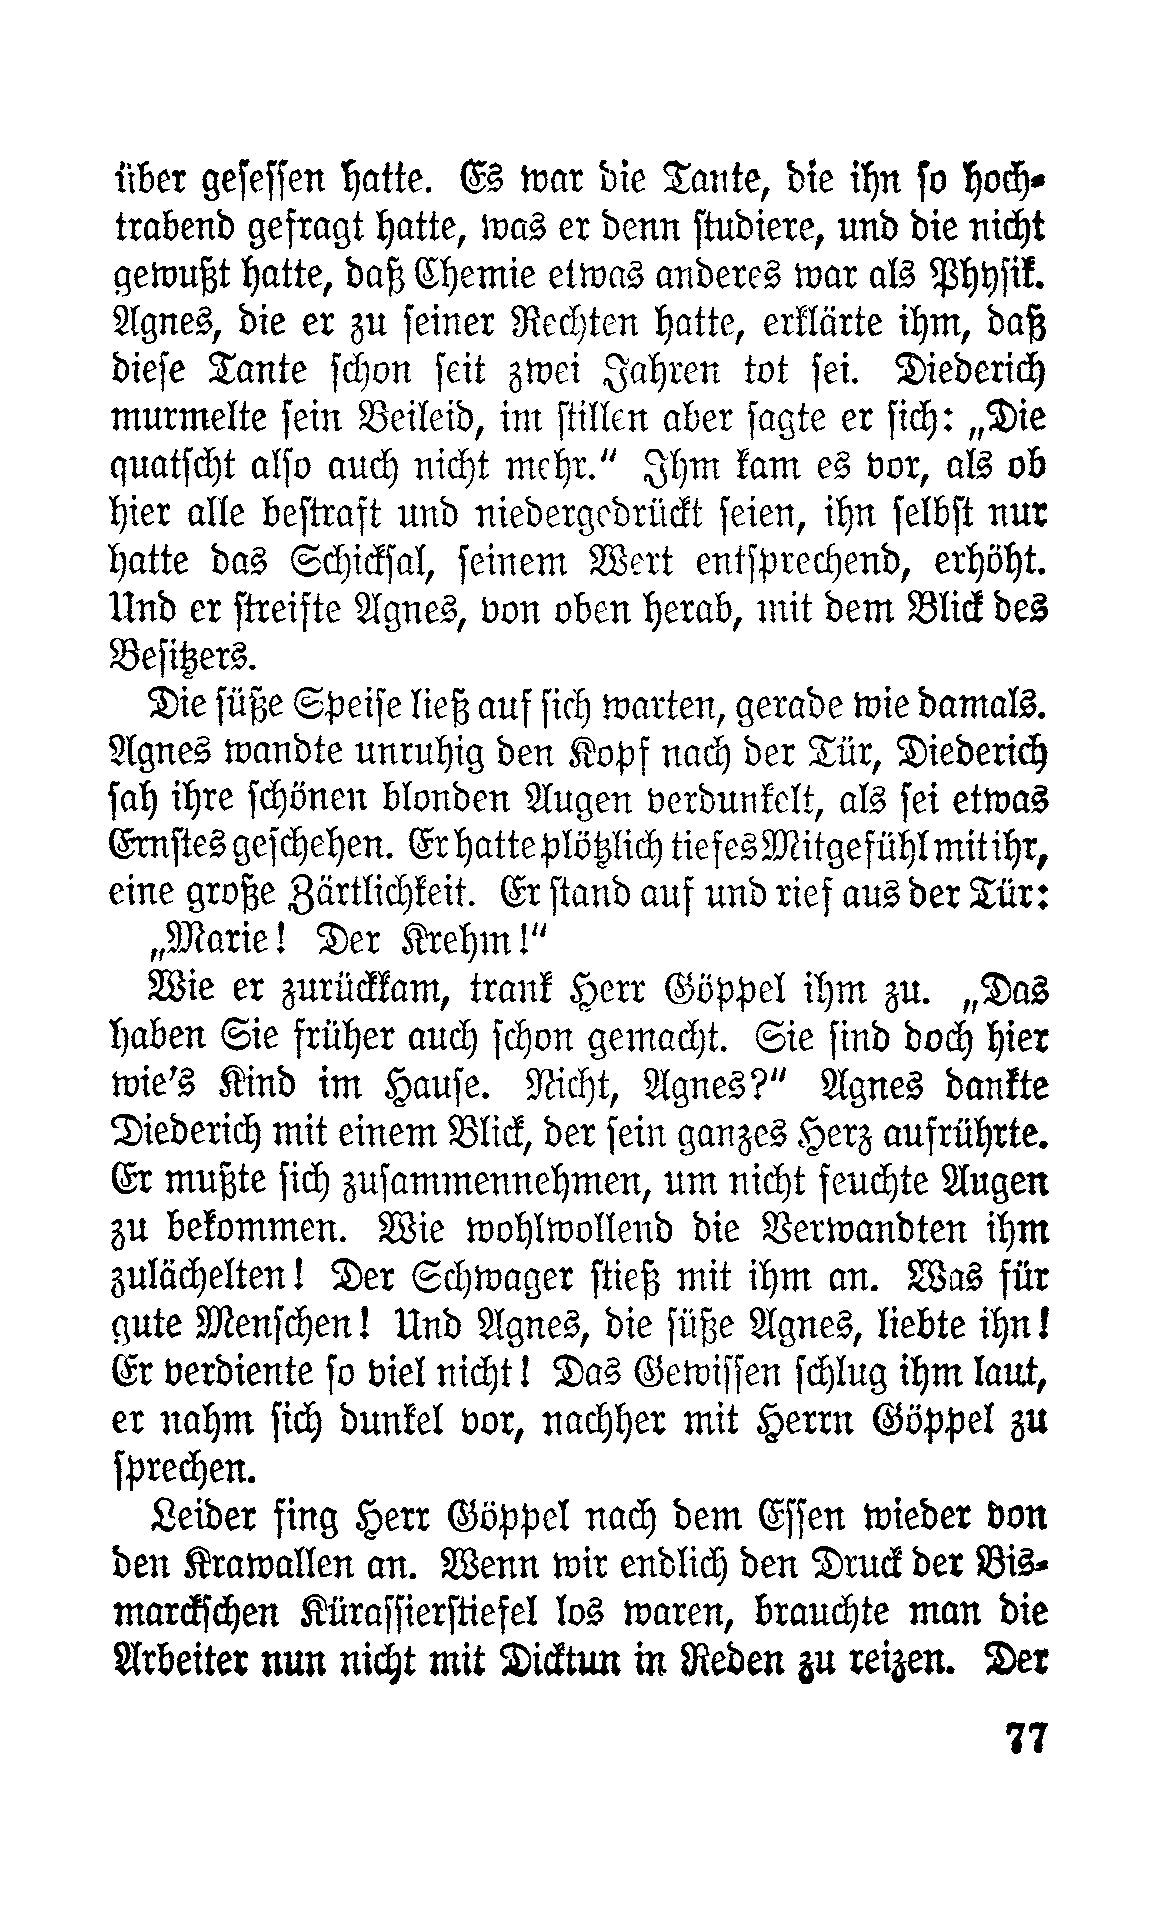 über gesessen hatte. Es war die Tante, die ihn so hoch-
trabend gefragt hatte, was er denn studiere, und die nicht
gewußt hatte, daß Chemie etwas anderes war als Physik.
Agnes, die er zu seiner Rechten hatte, erklärte ihm, daß
diese Tante schon seit zwei Jahren tot sei. Diederich
murmelte sein Beileid, im stillen aber sagte er sich: „Die
quatscht also auch nicht mehr.“ Ihm kam es vor, als ob
hier alle bestraft und niedergedrückt seien, ihn selbst nur
hatte das Schicksal, seinem Wert entsprechend, erhöht.
Und er streifte Agnes, von oben herab, mit dem Blick des
Besitzers.
Die süße Speise ließ auf sich warten, gerade wie damals.
Agnes wandte unruhig den Kopf nach der Tür, Diederich
sah ihre schönen blonden Augen verdunkelt, als sei etwas
Ernstes geschehen. Er hatte plötzlich tiefes Mitgefühl mit ihr,
eine große Zärtlichkeit. Er stand auf und rief aus der Tür:
„Marie! Der Krehm!“
Wie er zurückkam, trank Herr Göppel ihm zu. „Das
haben Sie früher auch schon gemacht. Sie sind doch hier
wie's Kind im Hause. Nicht, Agnes?“ Agnes dankte
Diederich mit einem Blick, der sein ganzes Herz aufrührte.
Er mußte sich zusammennehmen, um nicht feuchte Augen
zu bekommen. Wie wohlwollend die Verwandten ihm
zulächelten! Der Schwager stieß mit ihm an. Was für
gute Menschen! Und Agnes, die süße Agnes, liebte ihn!
Er verdiente so viel nicht! Das Gewissen schlug ihm laut,
er nahm sich dunkel vor, nachher mit Herrn Göppel zu
sprechen.
Leider fing Herr Göppel nach dem Essen wieder von
den Krawallen an. Wenn wir endlich den Druck der Bis-
marckschen Kürassierstiefel los waren, brauchte man die
Arbeiter nun nicht mit Dicktun in Reden zu reizen. Der
77